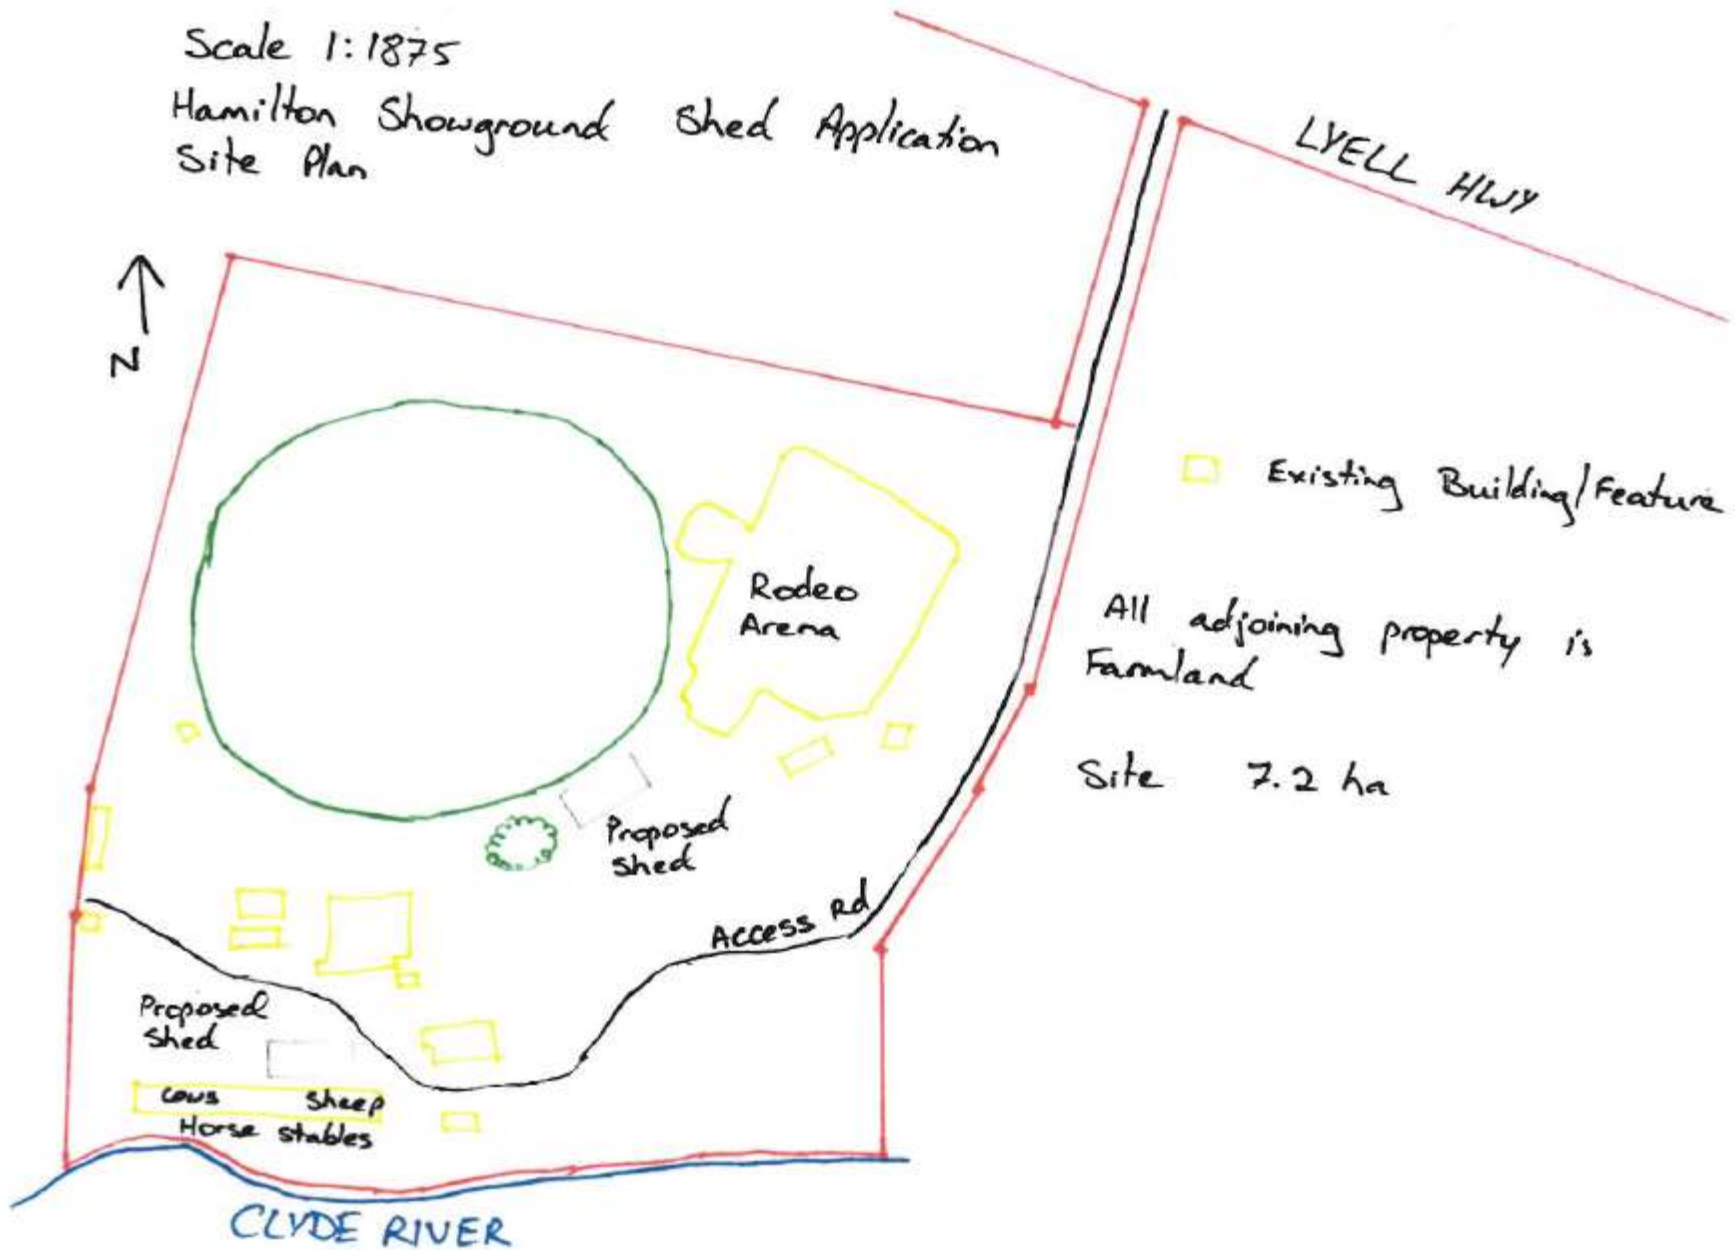 Scale 1:1875
Hamilton Showground Shed Application
Site Plan
LYELL HWY
N
Existing Building/Feature
Rodeo
Arena
All adjoining property is
Farmland
Site 7.2 ha
Proposed
Shed
Access Rd
Proposed
Shed
Cows Sheep
Horse Stables
CLYDE RIVER